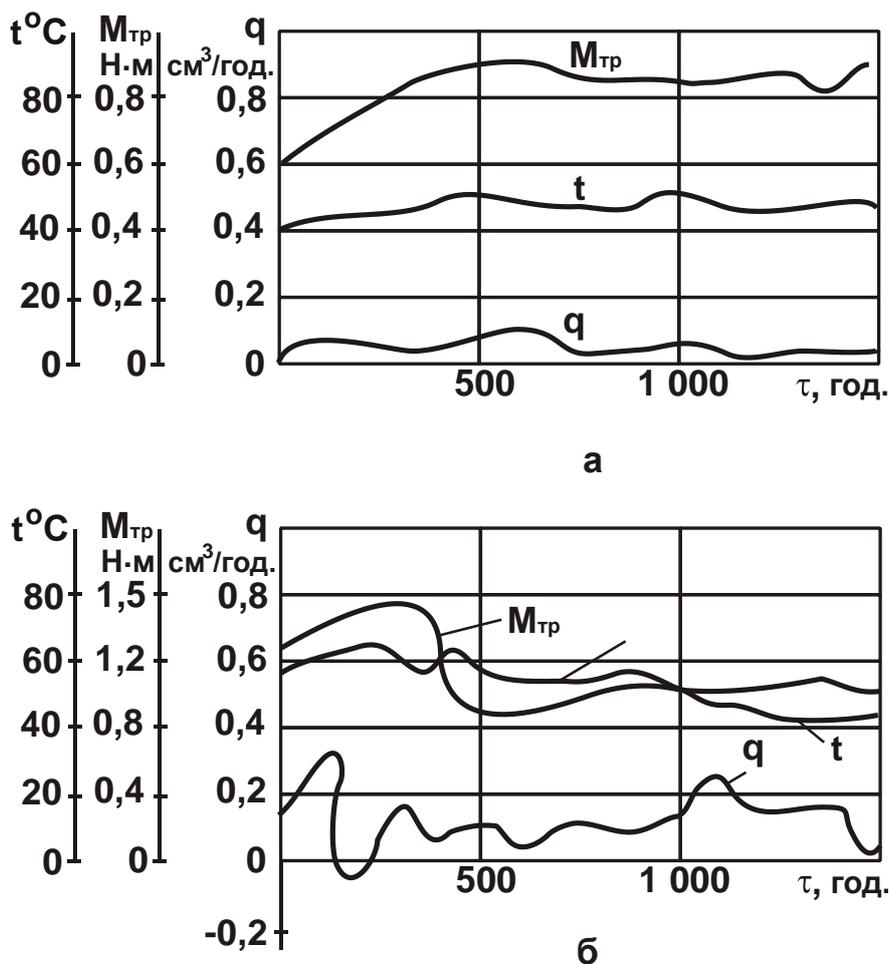 t°C Mтр q
Н·м см³/год.
Mтр
80 0,8 0,8
60 0,6 0,6
t
40 0,4 0,4
20 0,2 0,2
q
0 0 0
500 1 000 τ, год.
а
t°C Mтр q
Н·м см³/год.
80 1,5 0,8
Mтр
60 1,2 0,6
40 0,8 0,4
t
q
20 0,4 0,2
0 0 0
500 1 000 τ, год.
-0,2
б